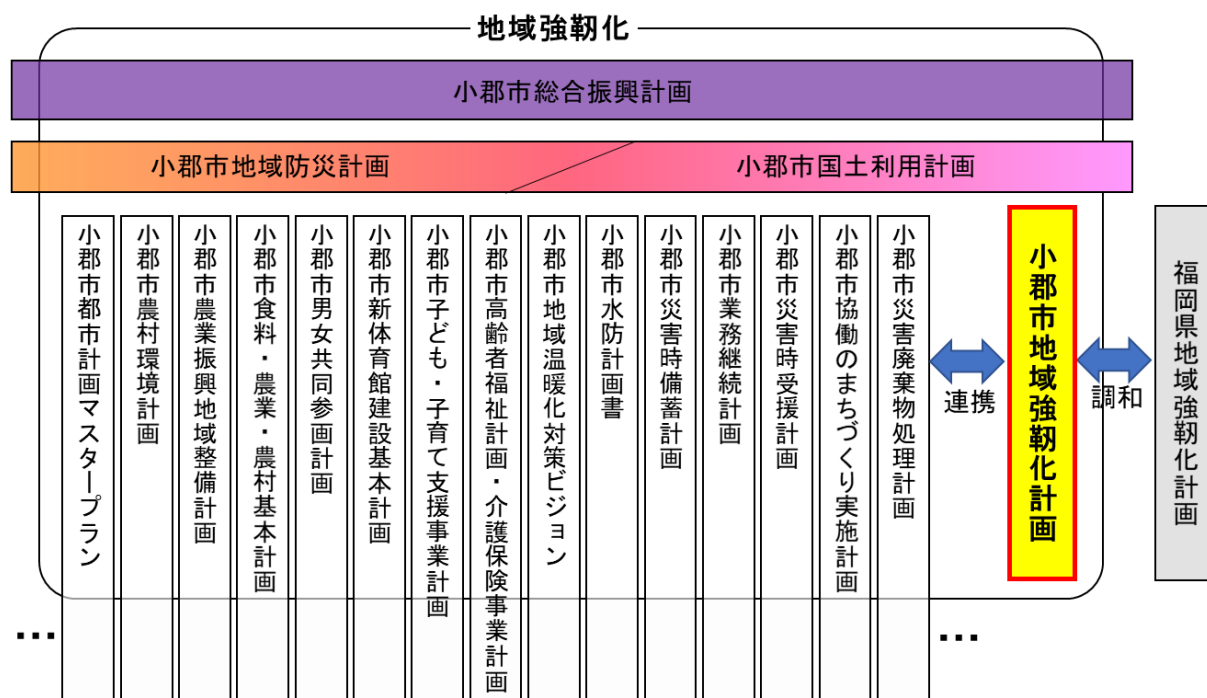 地域強靱化
小郡市総合振興計画
小郡市地域防災計画
小郡市国土利用計画
小郡市都市計画マスタープラン
小郡市農村環境計画
小郡市農業振興地域整備計画
小郡市食料・農業・農村基本計画
小郡市男女共同参画計画
小郡市新体育館建設基本計画
小郡市子ども・子育て支援事業計画
小郡市高齢者福祉計画・介護保険事業計画
小郡市地域温暖化対策ビジョン
小郡市水防計画書
小郡市災害時備蓄計画
小郡市業務継続計画
小郡市災害時受援計画
小郡市協働のまちづくり実施計画
小郡市災害廃棄物処理計画
連携
小郡市地域強靱化計画
調和
福岡県地域強靱化計画
…
…